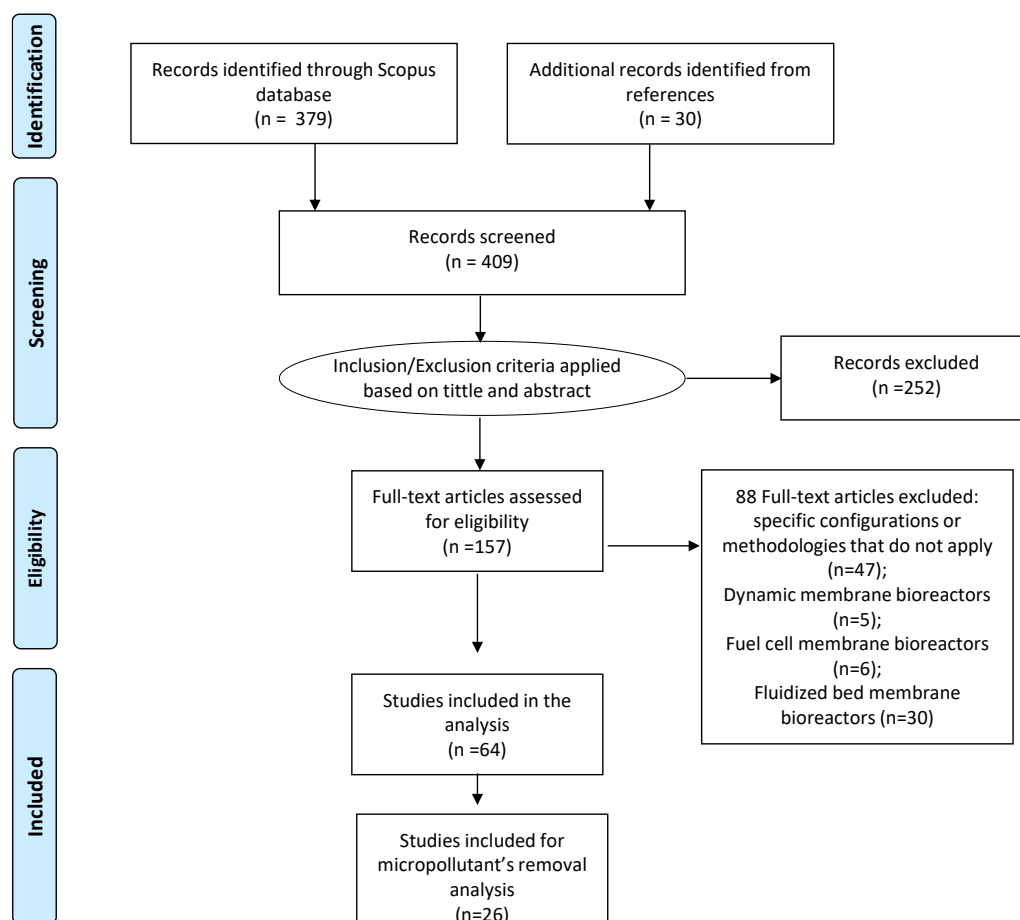 Identification
Records identified through Scopus
database
(n =  379)
Additional records identified from
references
(n = 30)
Screening
Records screened
(n = 409)
Inclusion/Exclusion criteria applied
based on tittle and abstract
Records excluded
(n =252)
Eligibility
Full-text articles assessed
for eligibility
(n =157)
88 Full-text articles excluded:
specific configurations or
methodologies that do not apply
(n=47);
Dynamic membrane bioreactors
(n=5);
Fuel cell membrane bioreactors
(n=6);
Fluidized bed membrane
bioreactors (n=30)
Included
Studies included in the
analysis
(n =64)
Studies included for
micropollutant’s removal
analysis
(n=26)